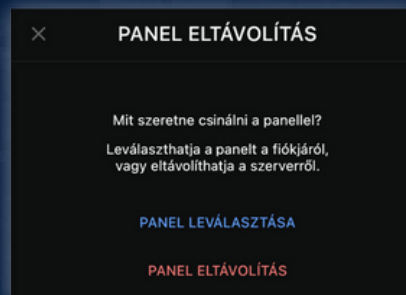 PANEL ELTÁVOLÍTÁS
Mit szeretne csinálni a panellel?
Leválaszthatja a panelt a fiókjáról,
vagy eltávolíthatja a szerverről.
PANEL LEVÁLASZTÁSA
PANEL ELTÁVOLÍTÁS